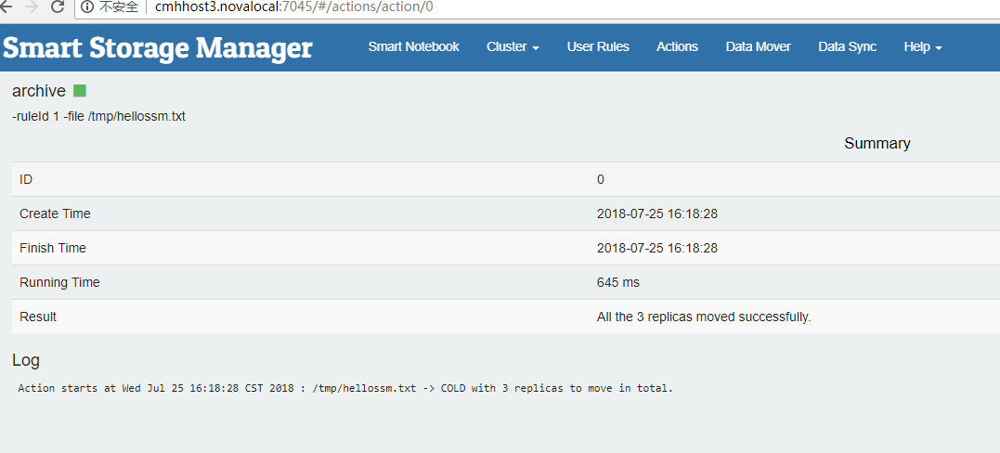 不安全 cmhhost3.novalocal:7045/#/actions/action/0
Smart Storage Manager Smart Notebook Cluster User Rules Actions Data Mover Data Sync Help
archive
-ruleId 1 -file /tmp/hellossm.txt
Summary
ID 0
Create Time 2018-07-25 16:18:28
Finish Time 2018-07-25 16:18:28
Running Time 645 ms
Result All the 3 replicas moved successfully.
Log
Action starts at Wed Jul 25 16:18:28 CST 2018 : /tmp/hellossm.txt -> COLD with 3 replicas to move in total.